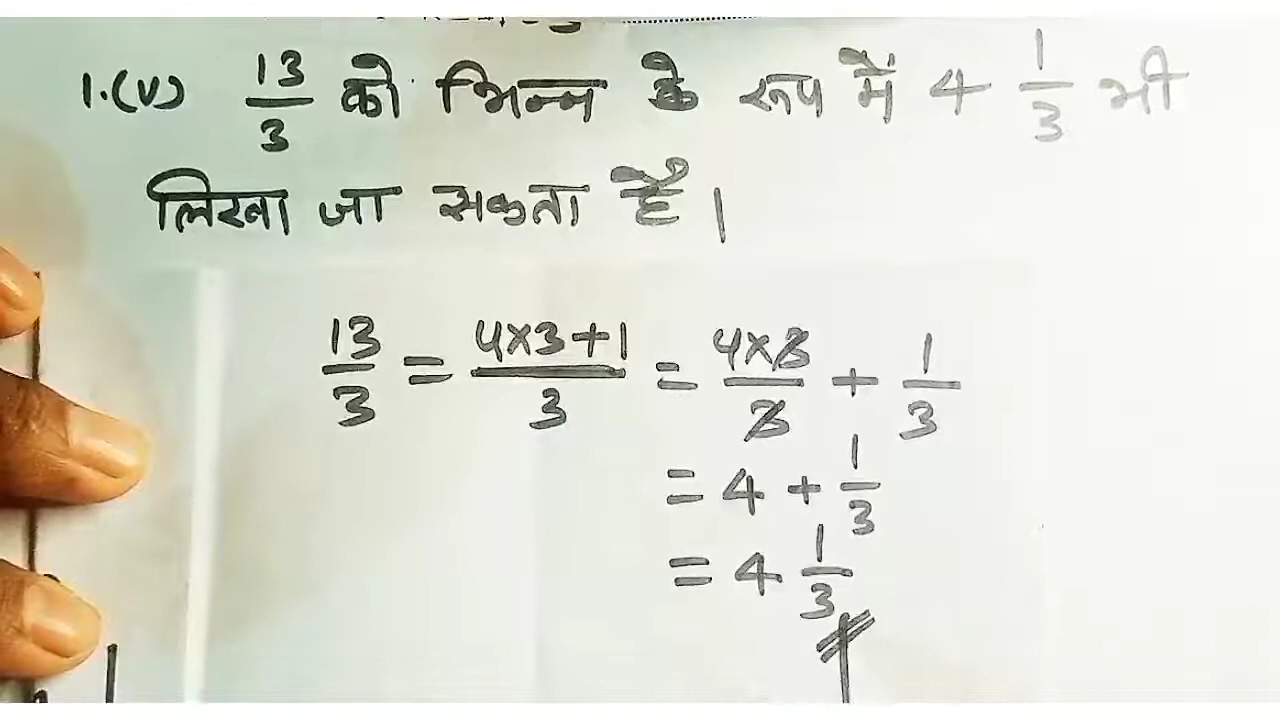 1.(v) 13/3 को भिन्न के रूप में 4 1/3 भी
लिखा जा सकता है।
13/3 = (4×3+1)/3 = (4×3)/3 + 1/3
= 4 + 1/3
= 4 1/3